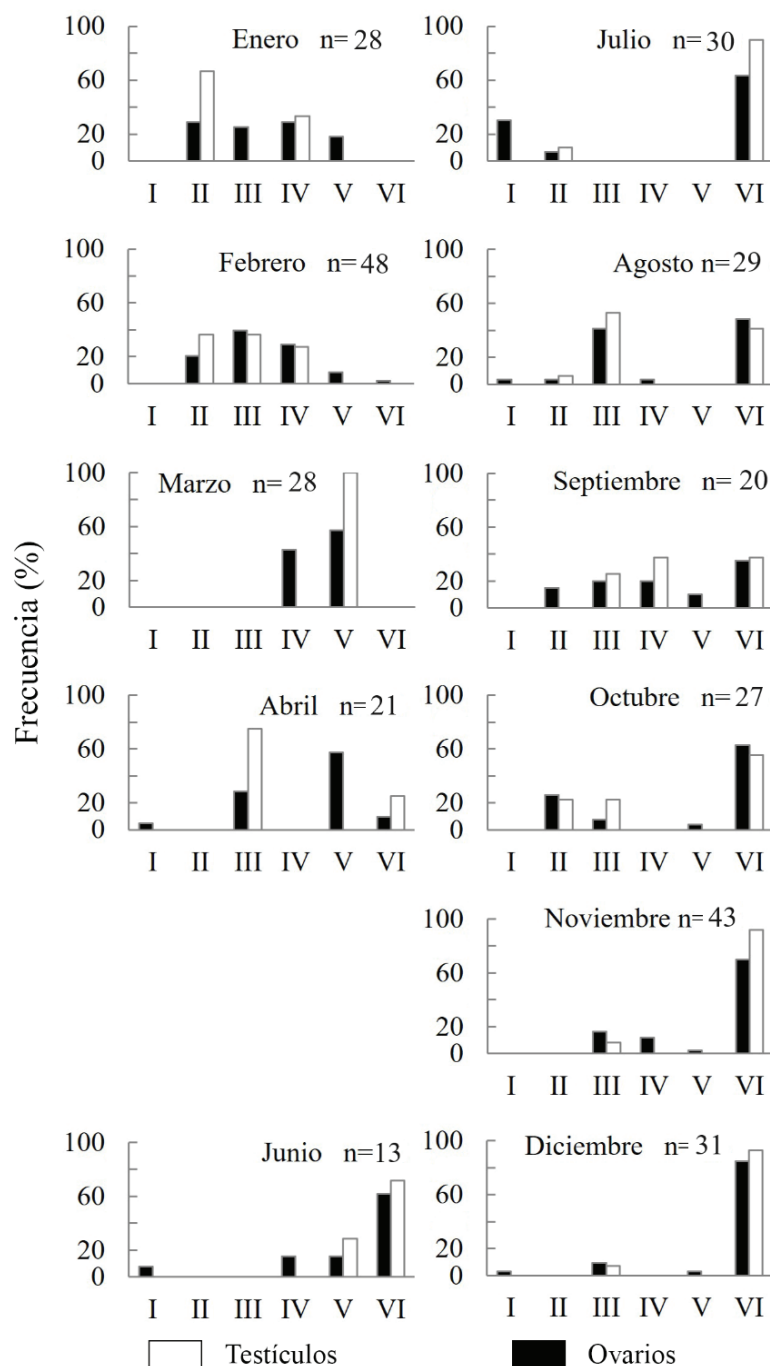 Frecuencia (%)
Enero n= 28
100
60
20
0
I II III IV V VI
Julio n= 30
100
60
20
0
I II III IV V VI
Febrero n= 48
100
60
20
0
I II III IV V VI
Agosto n= 29
100
60
20
0
I II III IV V VI
Marzo n= 28
100
60
20
0
I II III IV V VI
Septiembre n= 20
100
60
20
0
I II III IV V VI
Abril n= 21
100
60
20
0
I II III IV V VI
Octubre n= 27
100
60
20
0
I II III IV V VI
Noviembre n= 43
100
60
20
0
I II III IV V VI
Junio n=13
100
60
20
0
I II III IV V VI
Diciembre n= 31
100
60
20
0
I II III IV V VI
Testículos
Ovarios